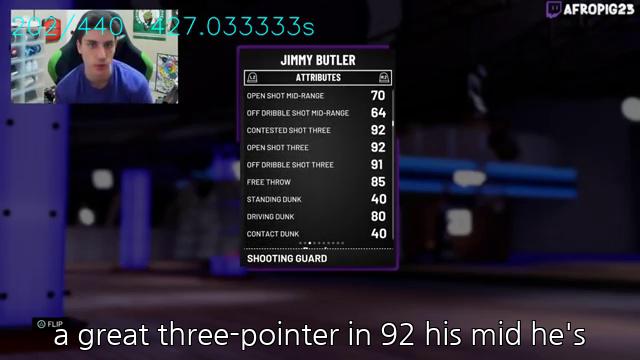 202/440 427.033333s
AFROPIG23
JIMMY BUTLER
ATTRIBUTES
OPEN SHOT MID-RANGE 70
OFF DRIBBLE SHOT MID-RANGE 64
CONTESTED SHOT THREE 92
OPEN SHOT THREE 92
OFF DRIBBLE SHOT THREE 91
FREE THROW 85
STANDING DUNK 40
DRIVING DUNK 80
CONTACT DUNK 40
SHOOTING GUARD
FLIP
a great three-pointer in 92 his mid he's